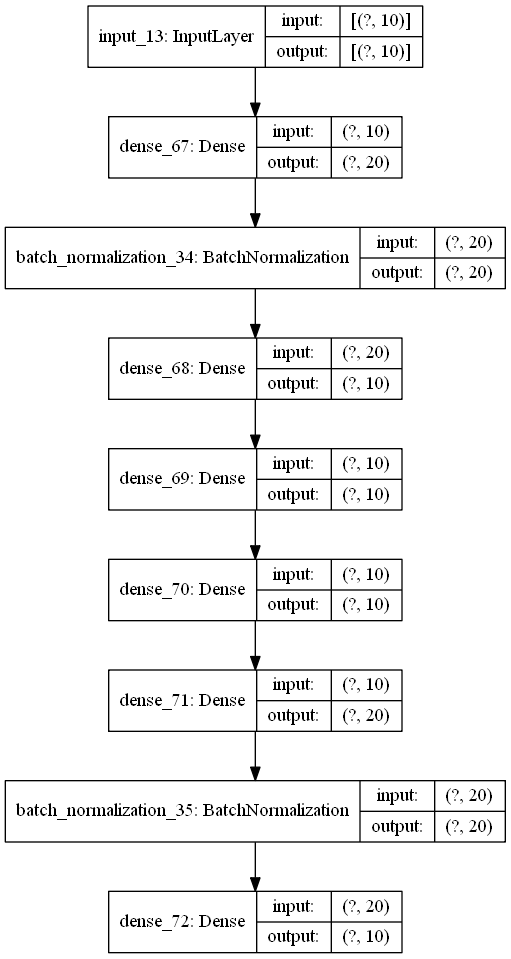 input_13: InputLayer
input: [(?, 10)]
output: [(?, 10)]
dense_67: Dense
input: (?, 10)
output: (?, 20)
batch_normalization_34: BatchNormalization
input: (?, 20)
output: (?, 20)
dense_68: Dense
input: (?, 20)
output: (?, 10)
dense_69: Dense
input: (?, 10)
output: (?, 10)
dense_70: Dense
input: (?, 10)
output: (?, 10)
dense_71: Dense
input: (?, 10)
output: (?, 20)
batch_normalization_35: BatchNormalization
input: (?, 20)
output: (?, 20)
dense_72: Dense
input: (?, 20)
output: (?, 10)